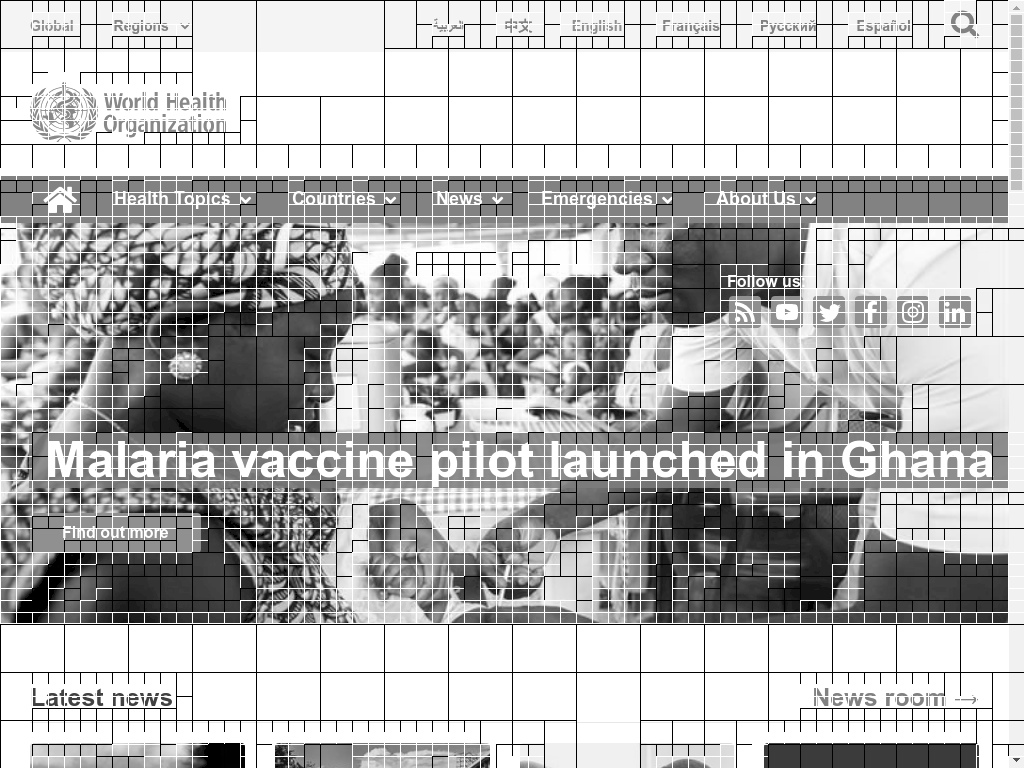 Global Regions العربية 中文 English Français Русский Español
World Health
Organization
Health Topics Countries News Emergencies About Us
Follow us
Malaria vaccine pilot launched in Ghana
Find out more
Latest news
News room →